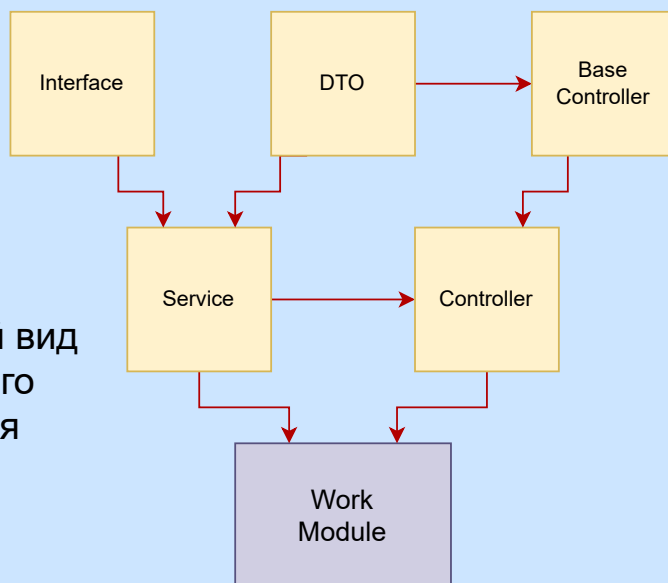 Interface
DTO
Base
Controller
Service
Controller
вид
го
я
Work
Module